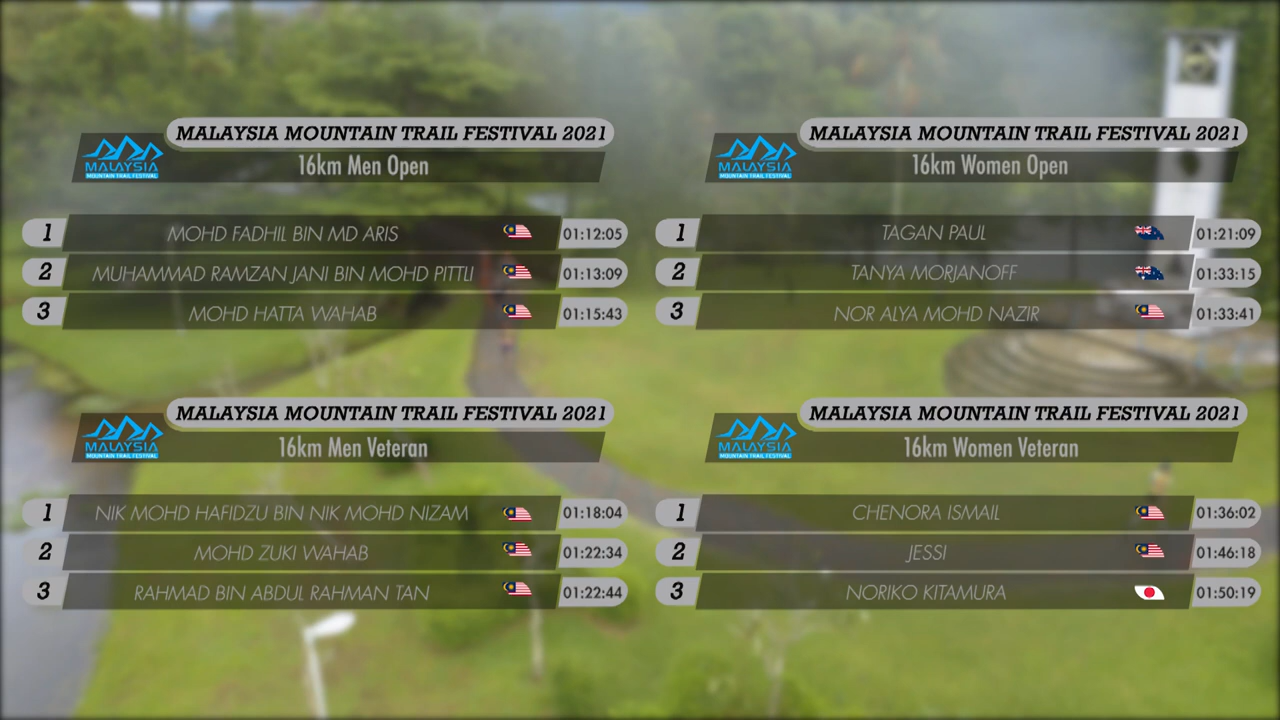 MALAYSIA MOUNTAIN TRAIL FESTIVAL 2021
MALAYSIA
MOUNTAIN TRAIL FESTIVAL
16km Men Open
1 MOHD FADHIL BIN MD ARIS 01:12:05
2 MUHAMMAD RAMZAN JANI BIN MOHD PITTLI 01:13:09
3 MOHD HATTA WAHAB 01:15:43
MALAYSIA MOUNTAIN TRAIL FESTIVAL 2021
MALAYSIA
MOUNTAIN TRAIL FESTIVAL
16km Women Open
1 TAGAN PAUL 01:21:09
2 TANYA MORJANOFF 01:33:15
3 NOR ALYA MOHD NAZIR 01:33:41
MALAYSIA MOUNTAIN TRAIL FESTIVAL 2021
MALAYSIA
MOUNTAIN TRAIL FESTIVAL
16km Men Veteran
1 NIK MOHD HAFIDZU BIN NIK MOHD NIZAM 01:18:04
2 MOHD ZUKI WAHAB 01:22:34
3 RAHMAD BIN ABDUL RAHMAN TAN 01:22:44
MALAYSIA MOUNTAIN TRAIL FESTIVAL 2021
MALAYSIA
MOUNTAIN TRAIL FESTIVAL
16km Women Veteran
1 CHENORA ISMAIL 01:36:02
2 JESSI 01:46:18
3 NORIKO KITAMURA 01:50:19